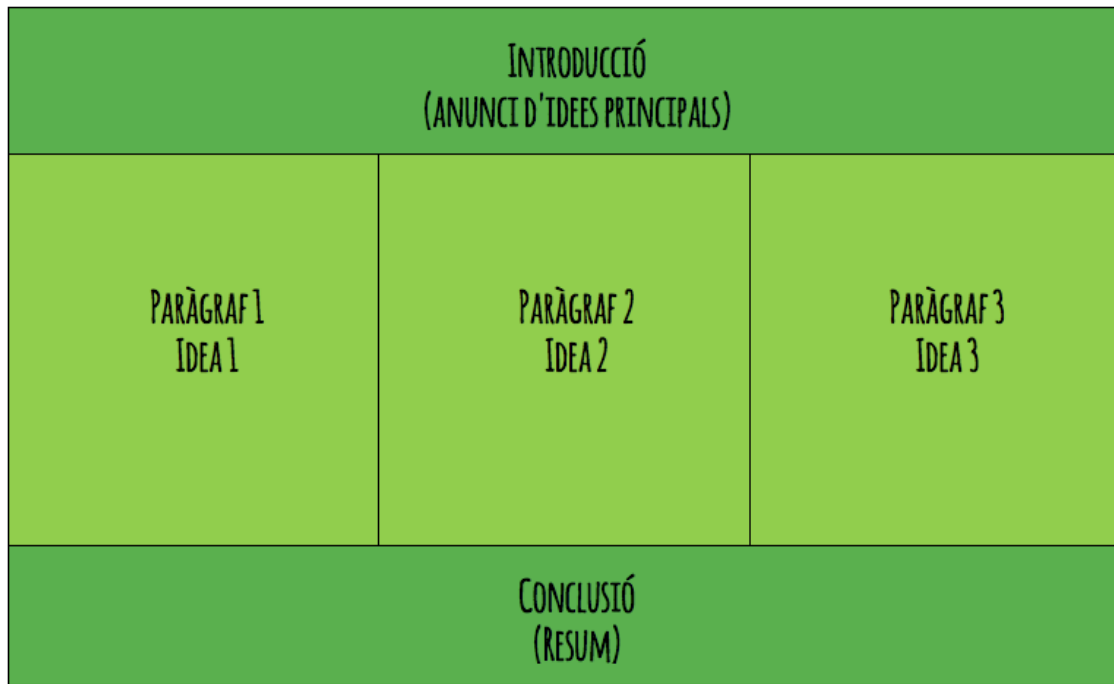 Introducció
(anunci d'idees principals)
Paràgraf 1
Idea 1
Paràgraf 2
Idea 2
Paràgraf 3
Idea 3
Conclusió
(Resum)